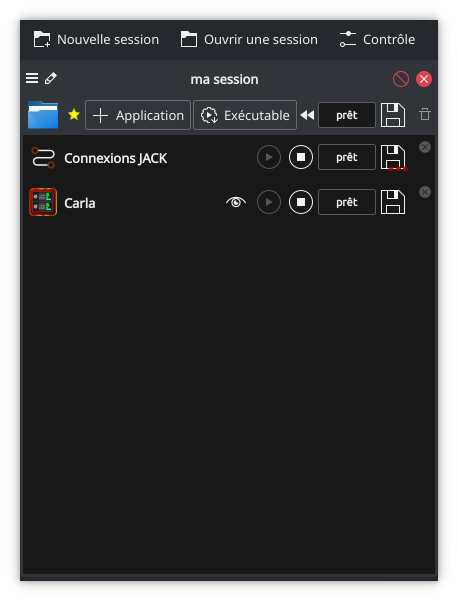 Nouvelle session Ouvrir une session Contrôle
ma session
Application Exécutable prêt
Connexions JACK prêt
Carla prêt